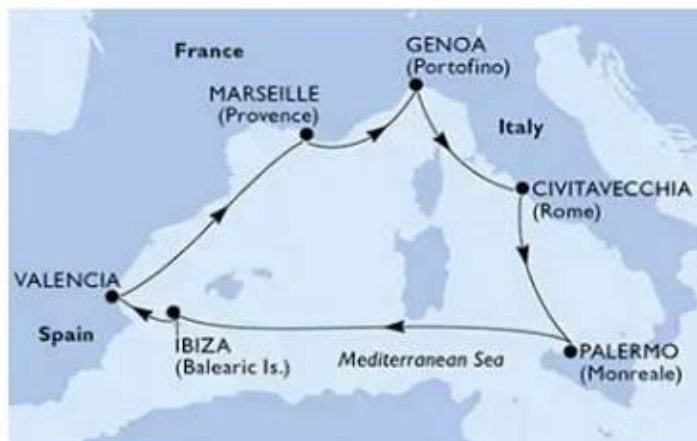 France
GENOA
(Portofino)
MARSEILLE
(Provence)
Italy
CIVITAVECCHIA
(Rome)
VALENCIA
Spain
IBIZA
(Balearic Is.)
Mediterranean Sea
PALERMO
(Monreale)